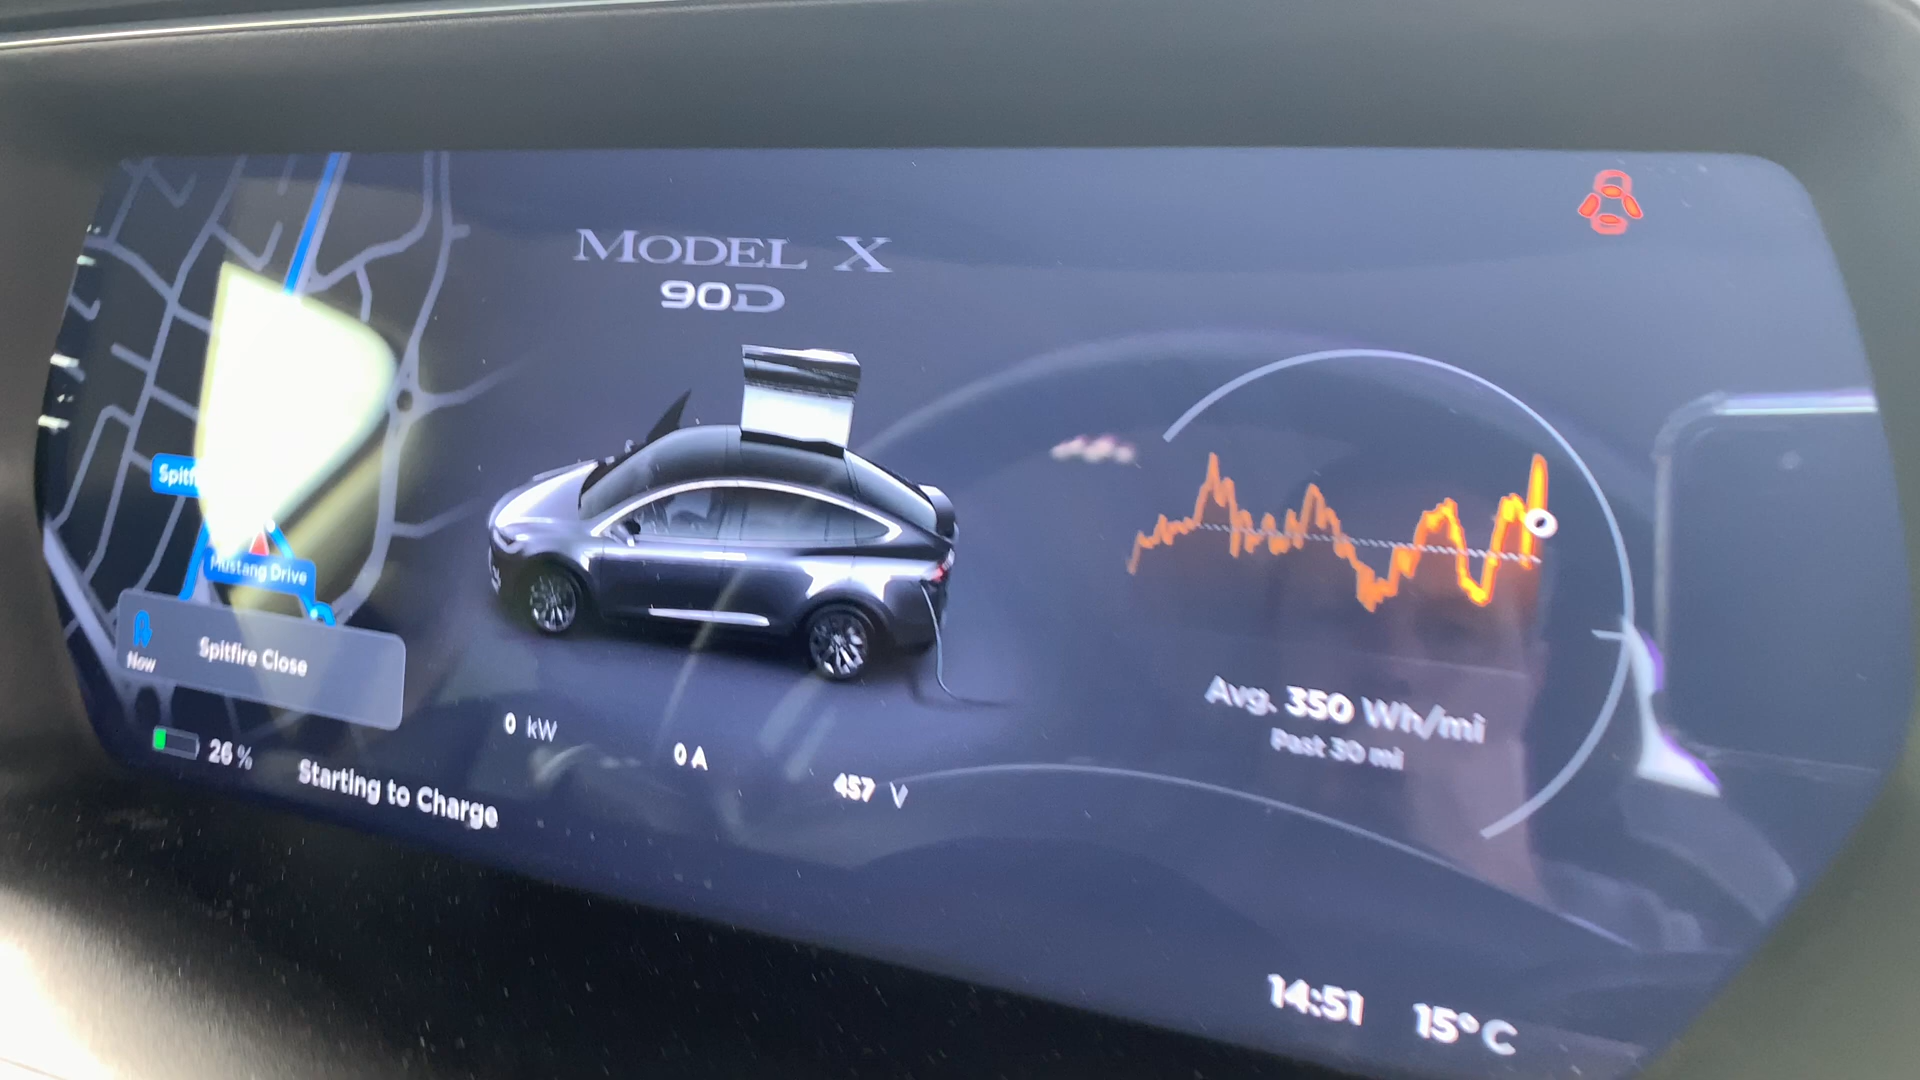 MODEL X
90D
Mustang Drive
Now
Spitfire Close
26 %
Starting to Charge
0 kW
0 A
457 V
Avg. 350 Wh/mi
Past 30 mi
14:51
15°C